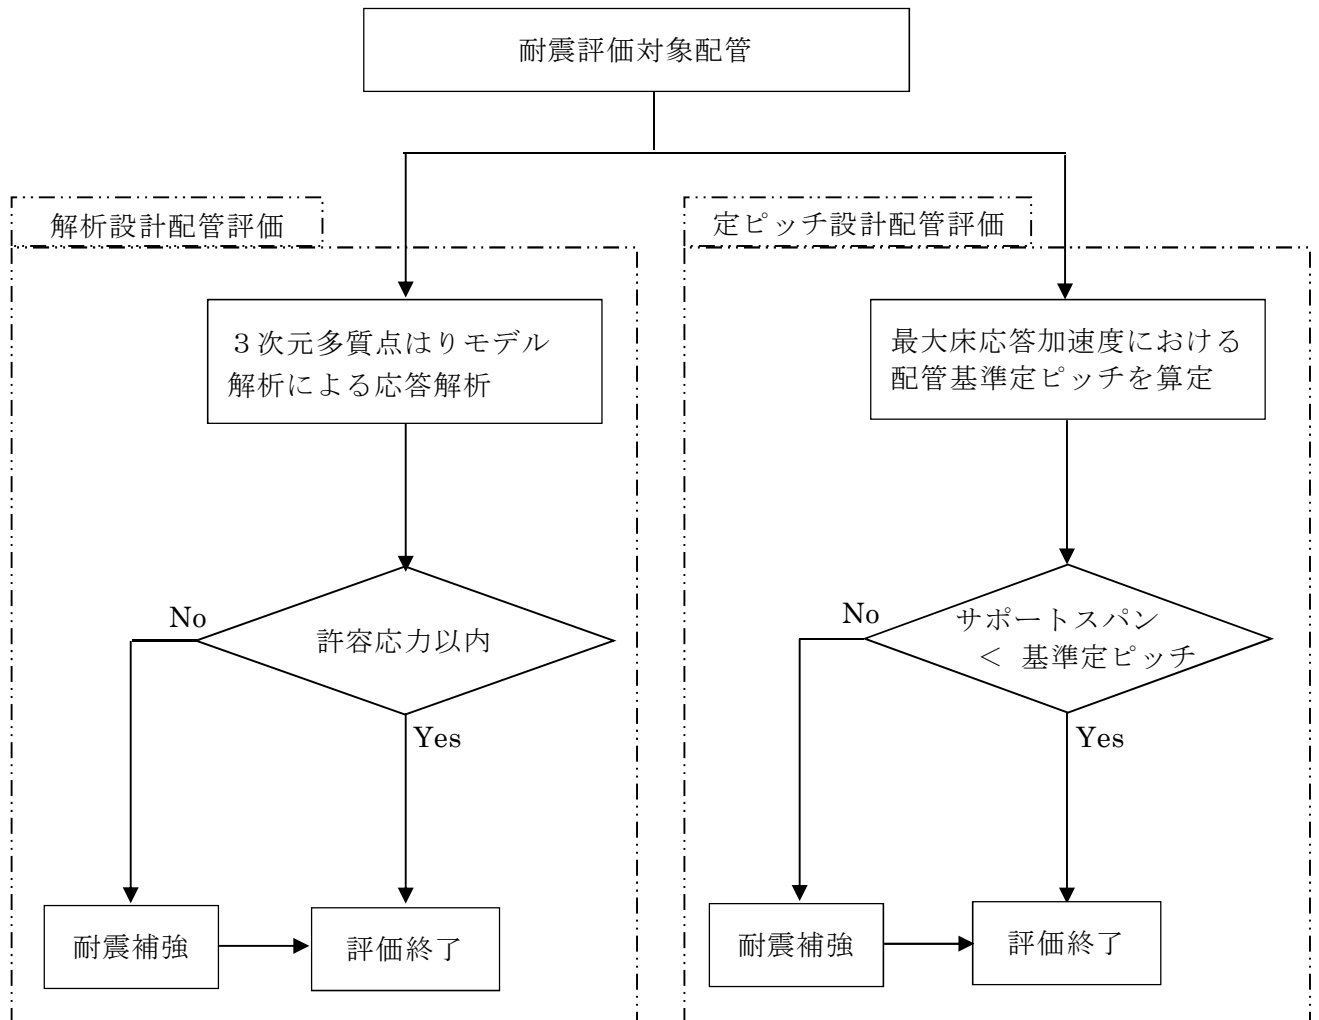 耐震評価対象配管
解析設計配管評価
３次元多質点はりモデル
解析による応答解析
No
許容応力以内
Yes
耐震補強
評価終了
定ピッチ設計配管評価
最大床応答加速度における
配管基準定ピッチを算定
No
サポートスパン
＜ 基準定ピッチ
Yes
耐震補強
評価終了